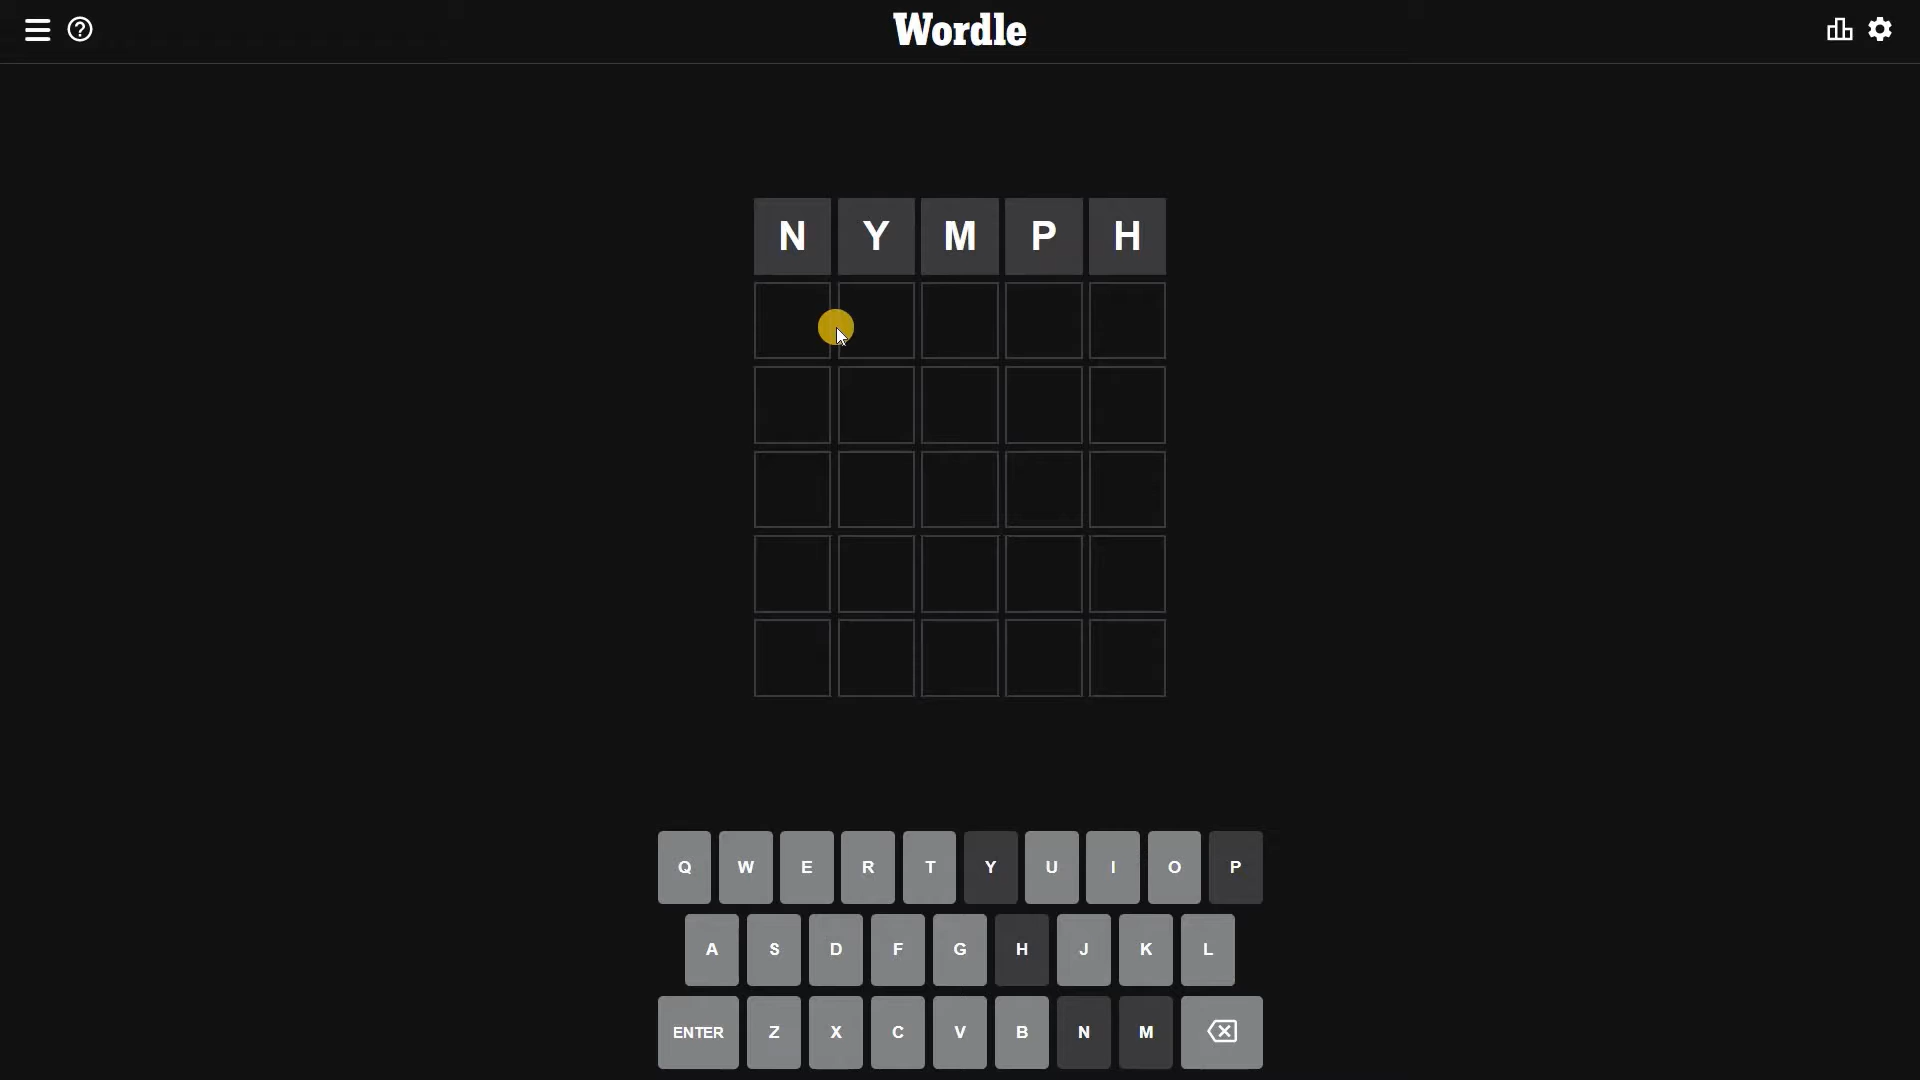 Wordle
N Y M P H
Q W E R T Y U I O P
A S D F G H J K L
ENTER Z X C V B N M